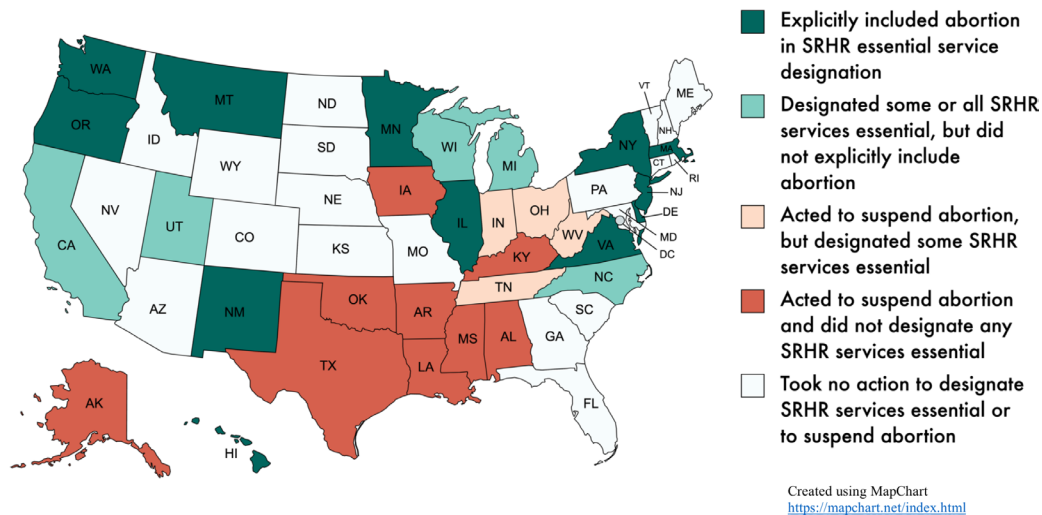 WA
OR
CA
ID
NV
MT
WY
UT
AZ
CO
NM
ND
SD
NE
KS
OK
TX
MN
IA
MO
AR
LA
WI
IL
MI
IN
OH
KY
TN
MS
AL
GA
FL
SC
NC
VA
WV
PA
NY
VT
NH
ME
MA
CT
RI
NJ
DE
MD
DC
AK
HI
Explicitly included abortion
in SRHR essential service
designation
Designated some or all SRHR
services essential, but did
not explicitly include
abortion
Acted to suspend abortion,
but designated some SRHR
services essential
Acted to suspend abortion
and did not designate any
SRHR services essential
Took no action to designate
SRHR services essential or
to suspend abortion
Created using MapChart
https://mapchart.net/index.html